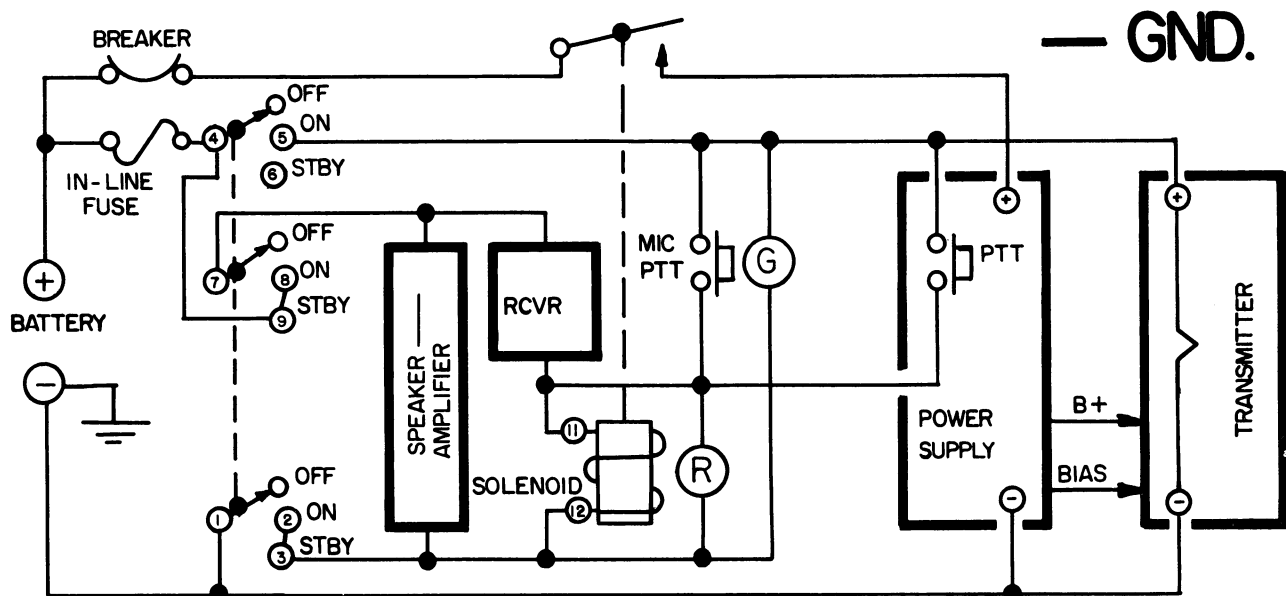 — GND.
BREAKER
OFF
4
ON
5
STBY
6
IN-LINE
FUSE
OFF
7
ON
8
STBY
9
+
BATTERY
−
MIC
PTT
G
+
PTT
+
RCVR
SPEAKER —
AMPLIFIER
11
SOLENOID
12
R
POWER
SUPPLY
B+
BIAS
TRANSMITTER
OFF
1
ON
2
STBY
3
−
−